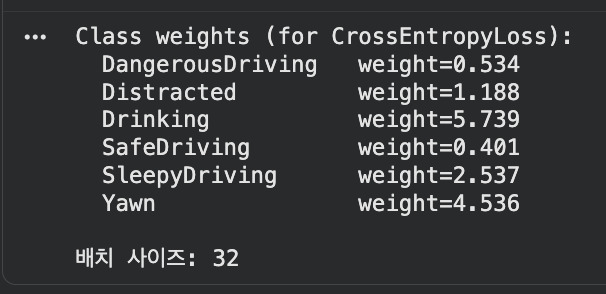 ••• Class weights (for CrossEntropyLoss):
DangerousDriving weight=0.534
Distracted weight=1.188
Drinking weight=5.739
SafeDriving weight=0.401
SleepyDriving weight=2.537
Yawn weight=4.536
배치 사이즈: 32